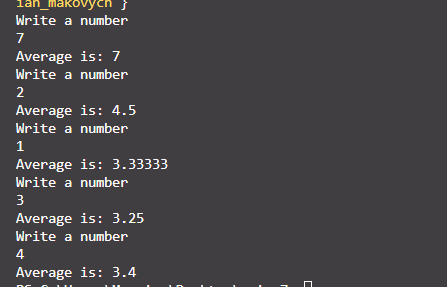 ian_makovych }
Write a number
7
Average is: 7
Write a number
2
Average is: 4.5
Write a number
1
Average is: 3.33333
Write a number
3
Average is: 3.25
Write a number
4
Average is: 3.4